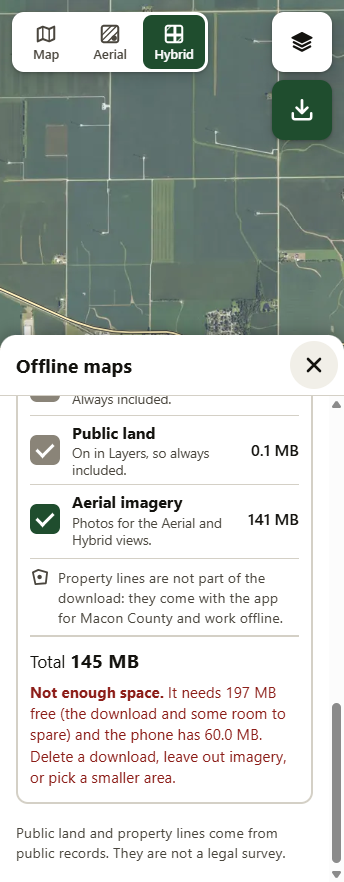 Map
Aerial
Hybrid
Offline maps
Always included.
Public land
On in Layers, so always
included.
0.1 MB
Aerial imagery
Photos for the Aerial and
Hybrid views.
141 MB
Property lines are not part of the
download: they come with the app
for Macon County and work offline.
Total 145 MB
Not enough space. It needs 197 MB
free (the download and some room to
spare) and the phone has 60.0 MB.
Delete a download, leave out imagery,
or pick a smaller area.
Public land and property lines come from
public records. They are not a legal survey.